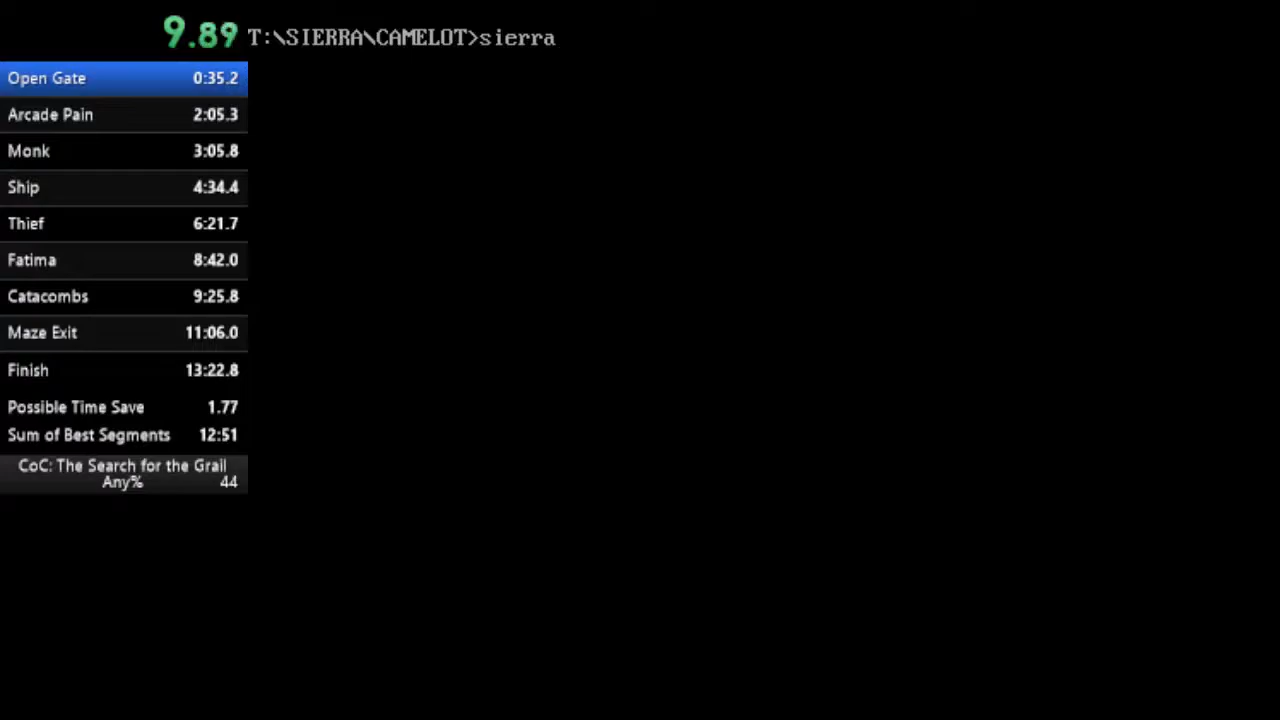 9.89 T:\SIERRA\CAMELOT>sierra
Open Gate 0:35.2
Arcade Pain 2:05.3
Monk 3:05.8
Ship 4:34.4
Thief 6:21.7
Fatima 8:42.0
Catacombs 9:25.8
Maze Exit 11:06.0
Finish 13:22.8
Possible Time Save 1.77
Sum of Best Segments 12:51
CoC: The Search for the Grail
Any% 44